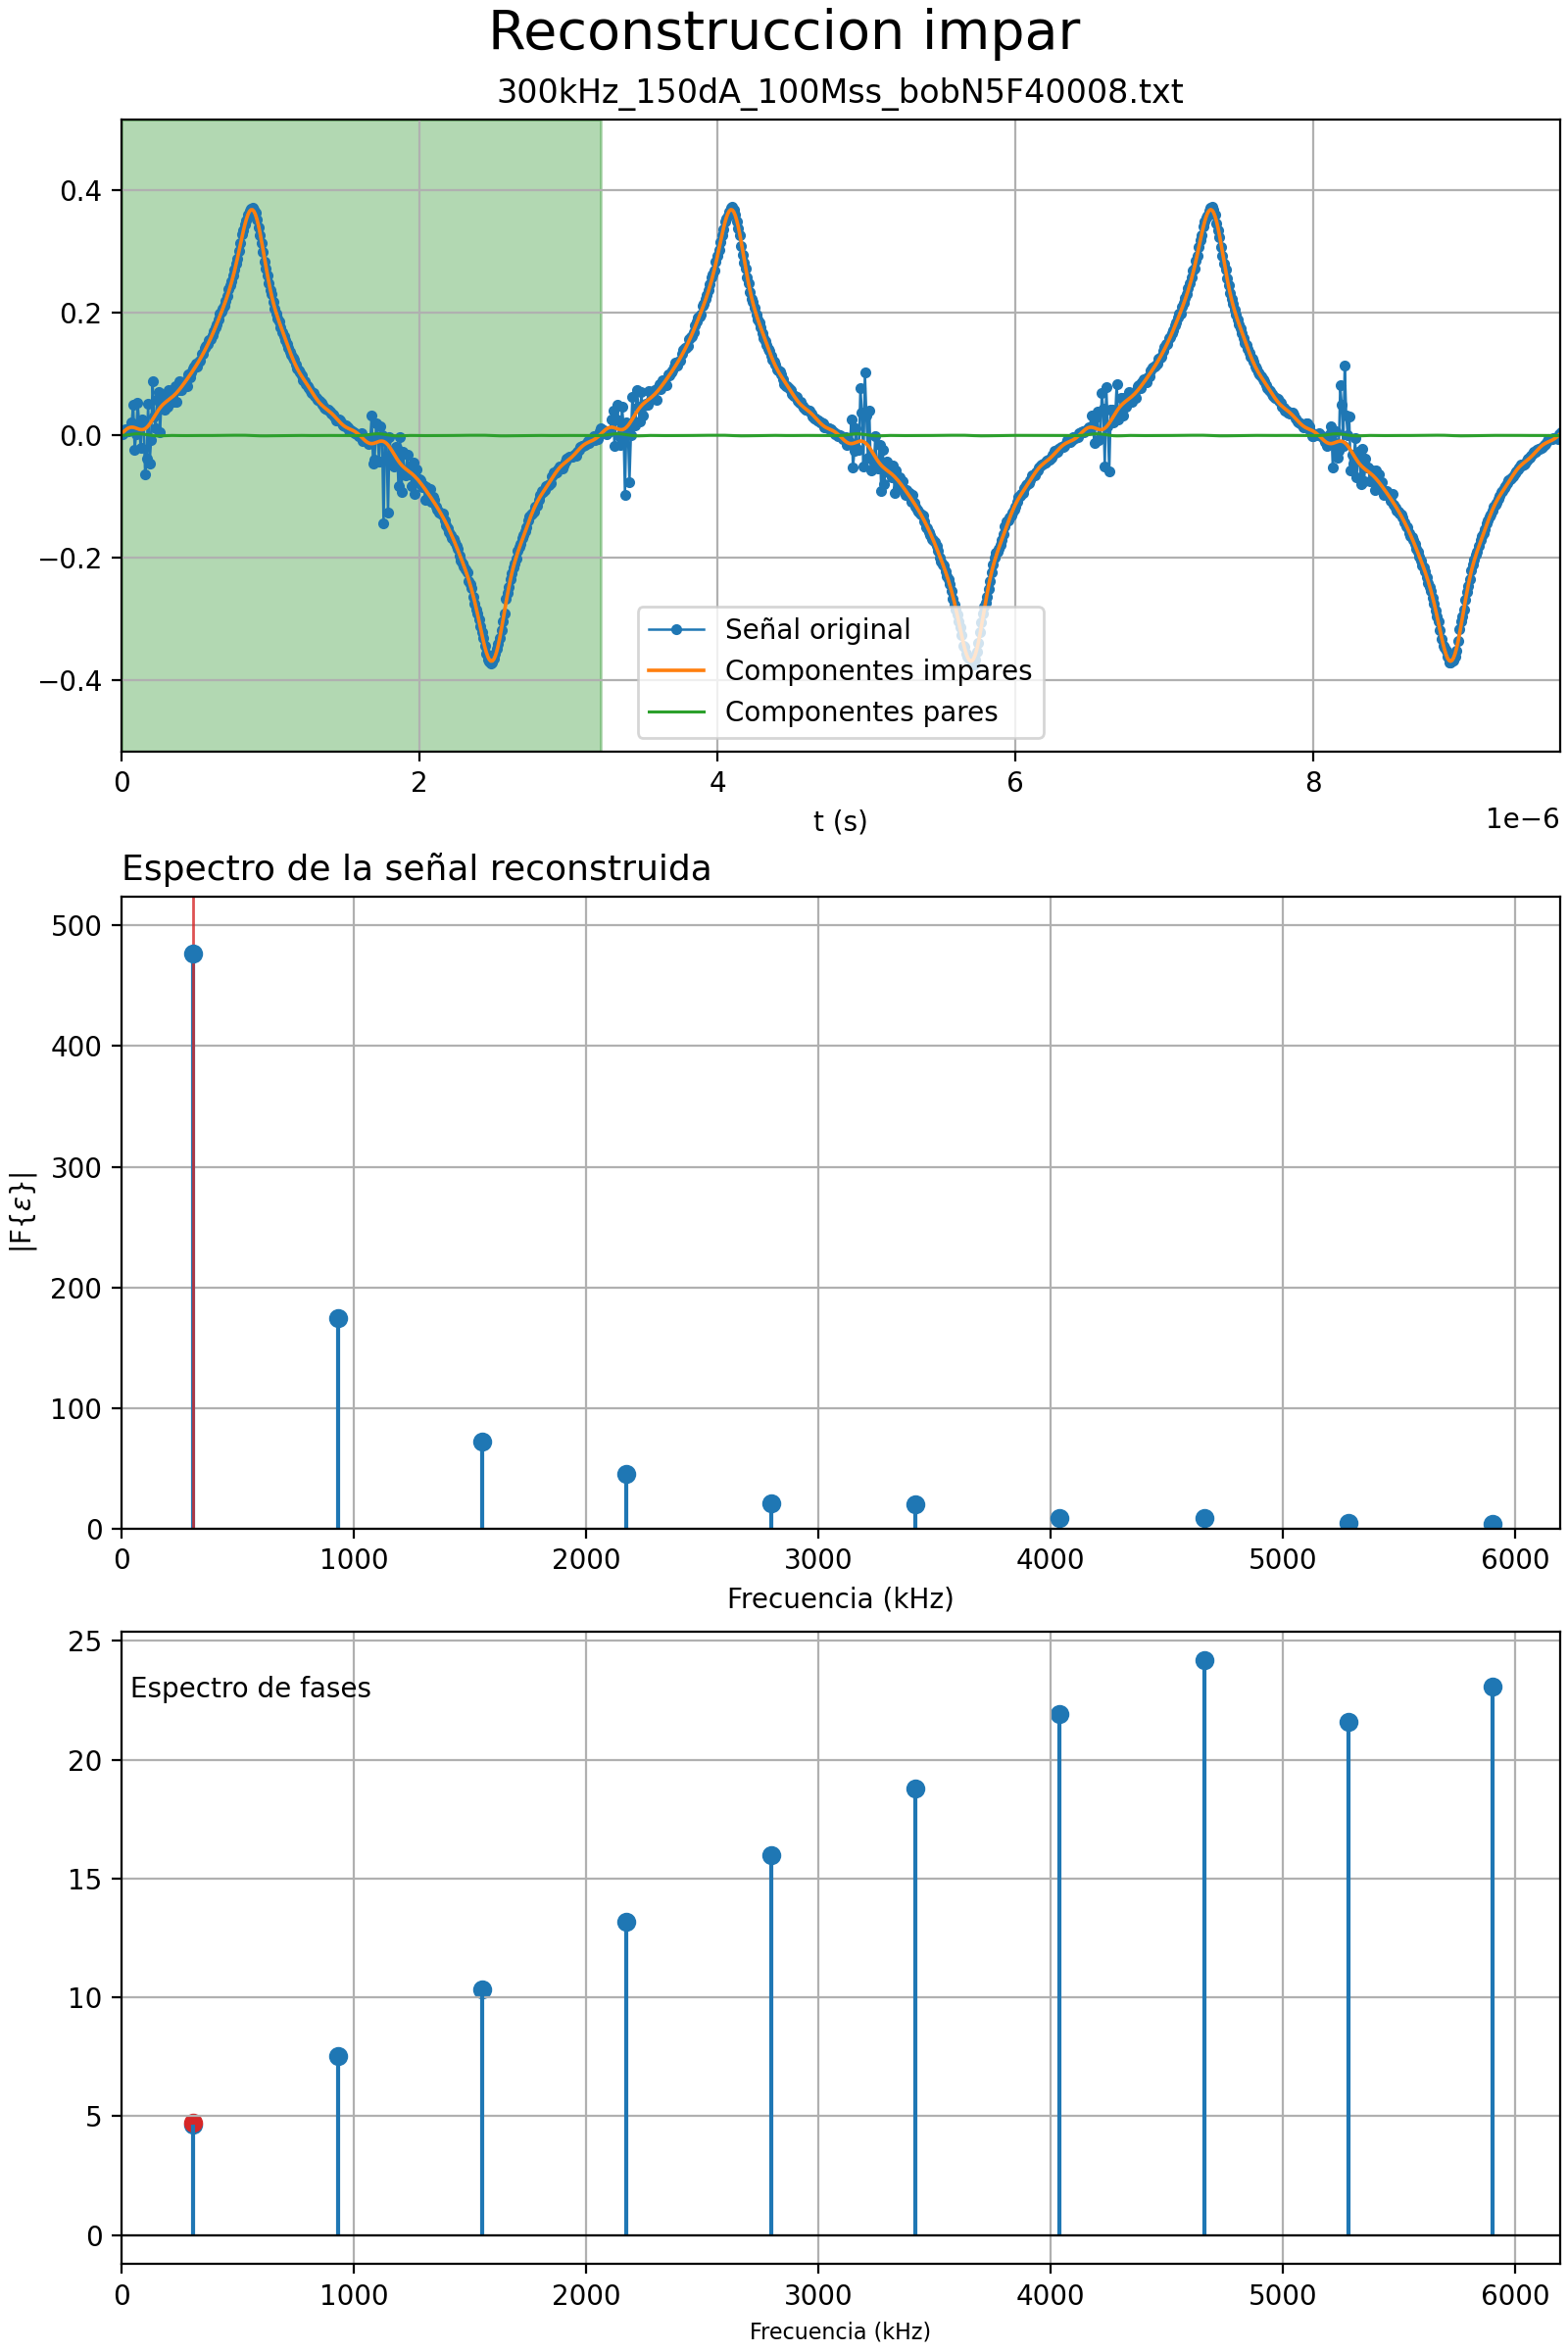 Reconstruccion impar
300kHz_150dA_100Mss_bobN5F40008.txt
0.4
0.2
0.0
−0.2
−0.4
Señal original
Componentes impares
Componentes pares
0 2 4 6 8
t (s)
1e−6
Espectro de la señal reconstruida
500
400
300
200
100
0
|F{ε}|
0 1000 2000 3000 4000 5000 6000
Frecuencia (kHz)
25
Espectro de fases
20
15
10
5
0
0 1000 2000 3000 4000 5000 6000
Frecuencia (kHz)